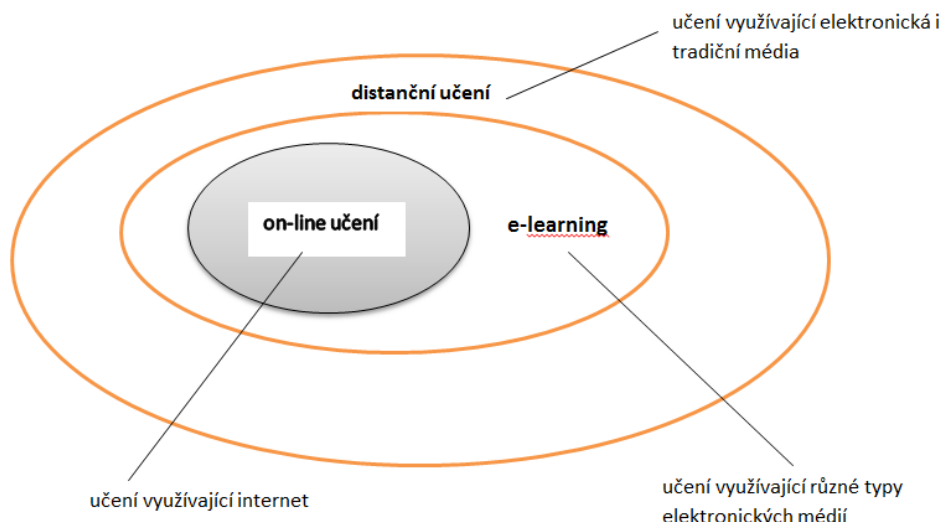 učení využívající elektronická i
tradiční média
distanční učení
on-line učení
e-learning
učení využívající internet
učení využívající různé typy
elektronických médií